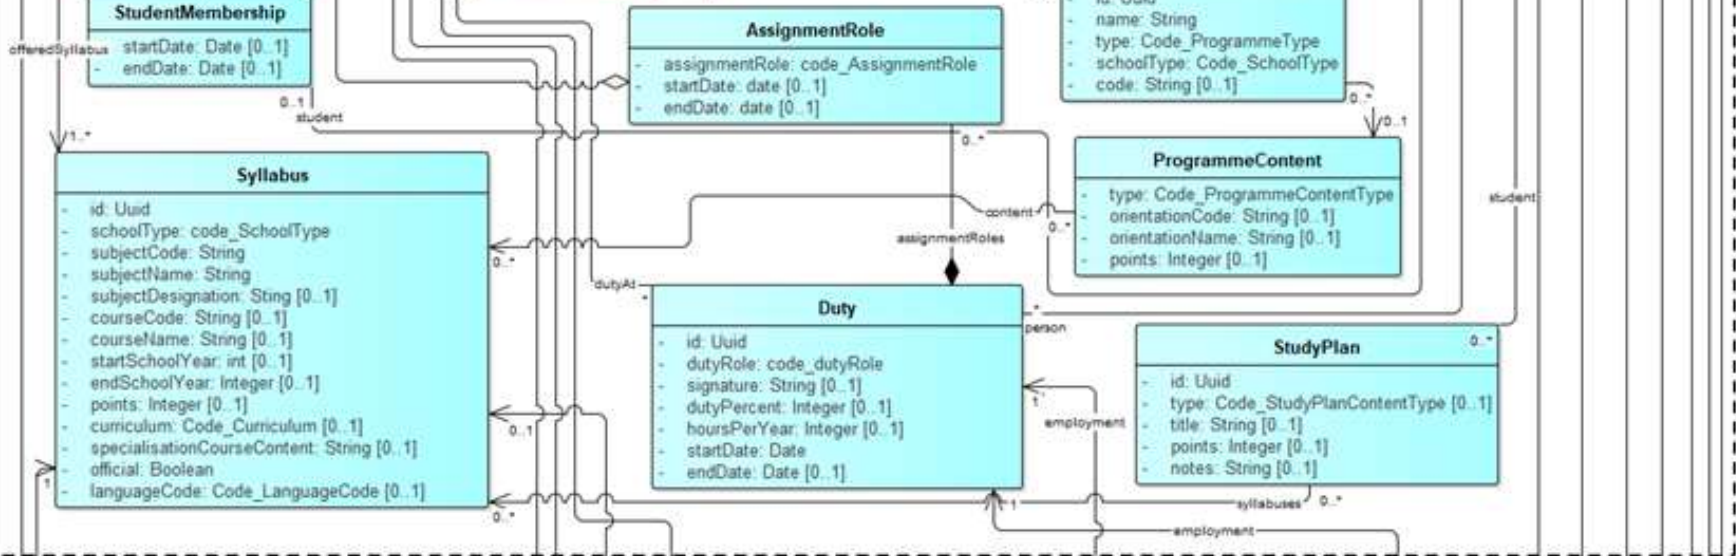 StudentMembership
offeredSyllabus
startDate: Date [0..1]
endDate: Date [0..1]
0..1
student
1..*
AssignmentRole
assignmentRole: code_AssignmentRole
startDate: date [0..1]
endDate: date [0..1]
0..*
name: String
type: Code_ProgrammeType
schoolType: Code_SchoolType
code: String [0..1]
0..*
0..1
Syllabus
id: Uuid
schoolType: code_SchoolType
subjectCode: String
subjectName: String
subjectDesignation: Sting [0..1]
courseCode: String [0..1]
courseName: String [0..1]
startSchoolYear: int [0..1]
endSchoolYear: Integer [0..1]
points: Integer [0..1]
curriculum: Code_Curriculum [0..1]
specialisationCourseContent: String [0..1]
official: Boolean
languageCode: Code_LanguageCode [0..1]
0..*
0..1
1
0..*
ProgrammeContent
type: Code_ProgrammeContentType
orientationCode: String [0..1]
orientationName: String [0..1]
points: Integer [0..1]
content
0..*
student
assignmentRoles
dutyAt
*
Duty
id: Uuid
dutyRole: code_dutyRole
signature: String [0..1]
dutyPercent: Integer [0..1]
hoursPerYear: Integer [0..1]
startDate: Date
endDate: Date [0..1]
*
person
1
employment
StudyPlan
0..*
id: Uuid
type: Code_StudyPlanContentType [0..1]
title: String [0..1]
points: Integer [0..1]
notes: String [0..1]
1
syllabuses
0..*
employment